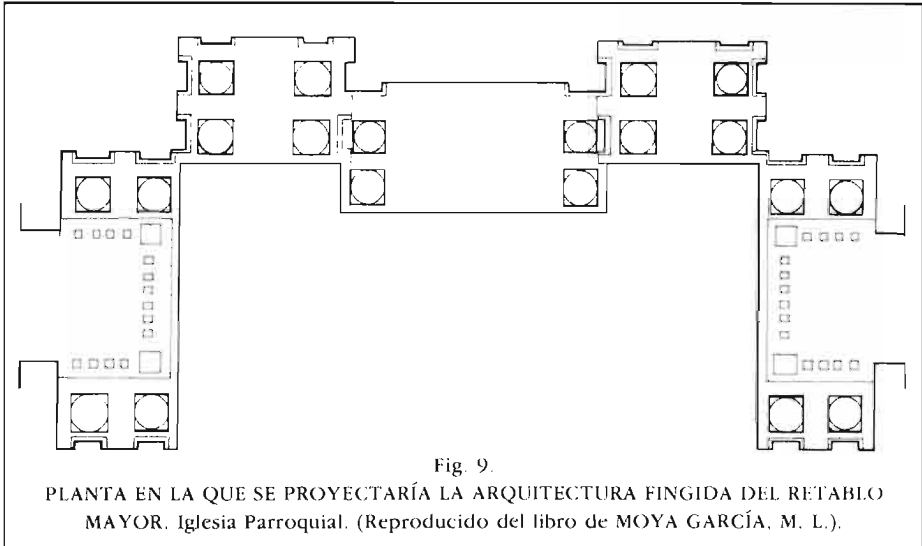 Fig. 9.
PLANTA EN LA QUE SE PROYECTARÍA LA ARQUITECTURA FINGIDA DEL RETABLO
MAYOR. Iglesia Parroquial. (Reproducido del libro de MOYA GARCÍA, M. L.).